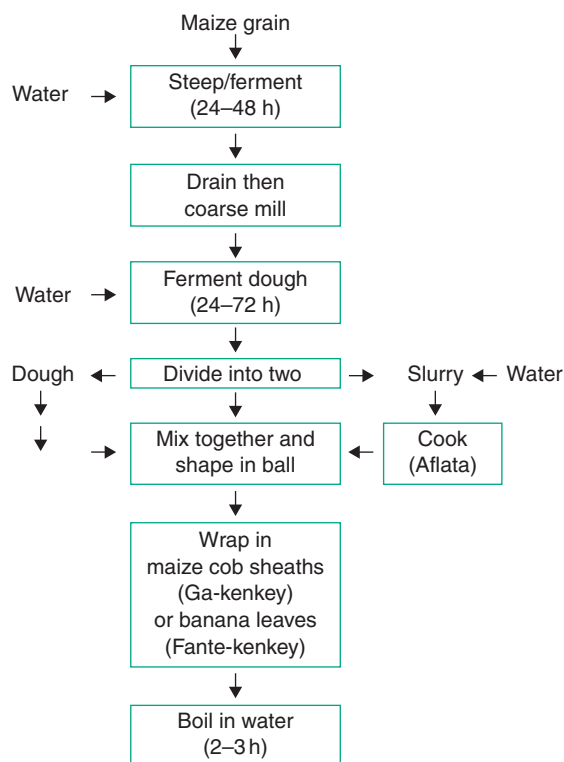 Maize grain
Water
Steep/ferment
(24–48 h)
Drain then
coarse mill
Water
Ferment dough
(24–72 h)
Dough
Divide into two
Slurry
Water
Mix together and
shape in ball
Cook
(Aflata)
Wrap in
maize cob sheaths
(Ga-kenkey)
or banana leaves
(Fante-kenkey)
Boil in water
(2–3 h)